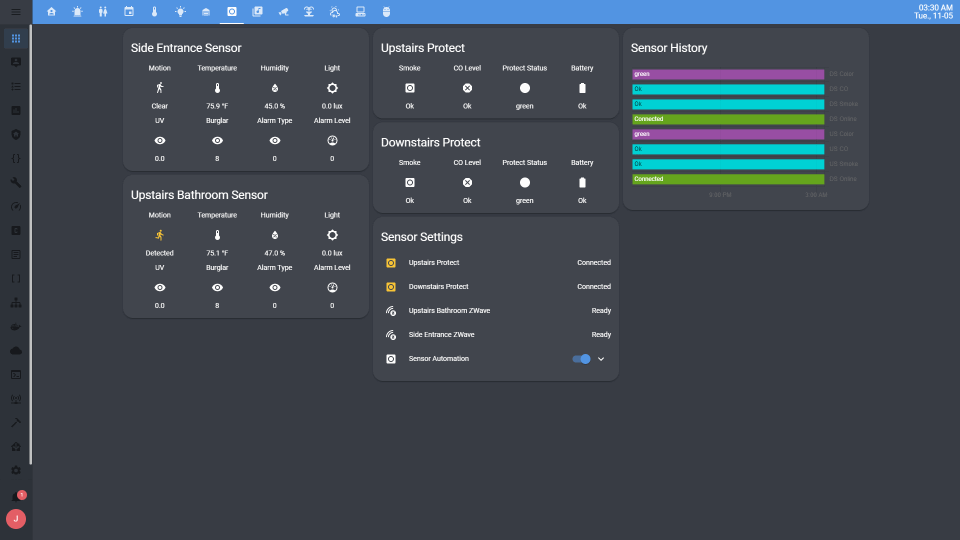 03:30 AM
Tue., 11-05
Side Entrance Sensor
Motion Temperature Humidity Light
Clear 75.9 °F 45.0 % 0.0 lux
UV Burglar Alarm Type Alarm Level
0.0 8 0 0
Upstairs Bathroom Sensor
Motion Temperature Humidity Light
Detected 75.1 °F 47.0 % 0.0 lux
UV Burglar Alarm Type Alarm Level
0.0 8 0 0
Upstairs Protect
Smoke CO Level Protect Status Battery
Ok Ok green Ok
Downstairs Protect
Smoke CO Level Protect Status Battery
Ok Ok green Ok
Sensor Settings
Upstairs Protect Connected
Downstairs Protect Connected
Upstairs Bathroom ZWave Ready
Side Entrance ZWave Ready
Sensor Automation
Sensor History
green DS Color
Ok DS CO
Ok DS Smoke
Connected DS Online
green US Color
Ok US CO
Ok US Smoke
Connected US Online
1
J